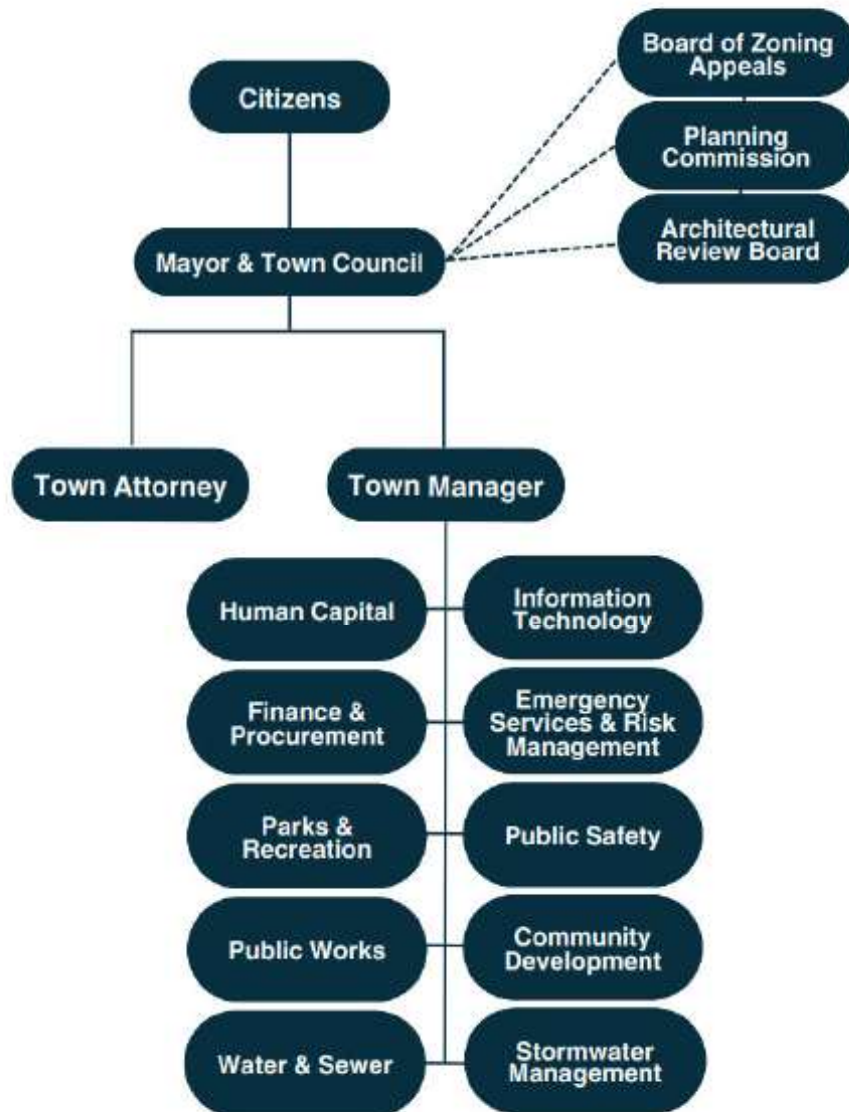 Citizens
Board of Zoning
Appeals
Planning
Commission
Architectural
Review Board
Mayor & Town Council
Town Attorney
Town Manager
Human Capital
Information
Technology
Finance &
Procurement
Emergency
Services & Risk
Management
Parks &
Recreation
Public Safety
Public Works
Community
Development
Water & Sewer
Stormwater
Management